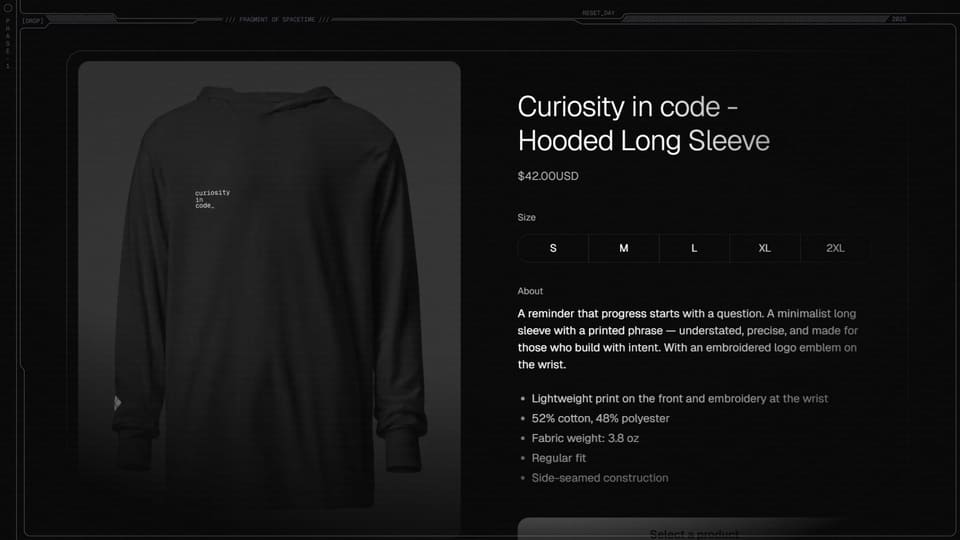 PHASE-1
[DROP]
/// FRAGMENT OF SPACETIME ///
RESET_DAY
2025
curiosity
in
code_
Curiosity in code -
Hooded Long Sleeve
$42.00USD
Size
S M L XL 2XL
About
A reminder that progress starts with a question. A minimalist long
sleeve with a printed phrase — understated, precise, and made for
those who build with intent. With an embroidered logo emblem on
the wrist.
• Lightweight print on the front and embroidery at the wrist
• 52% cotton, 48% polyester
• Fabric weight: 3.8 oz
• Regular fit
• Side-seamed construction
Select a product